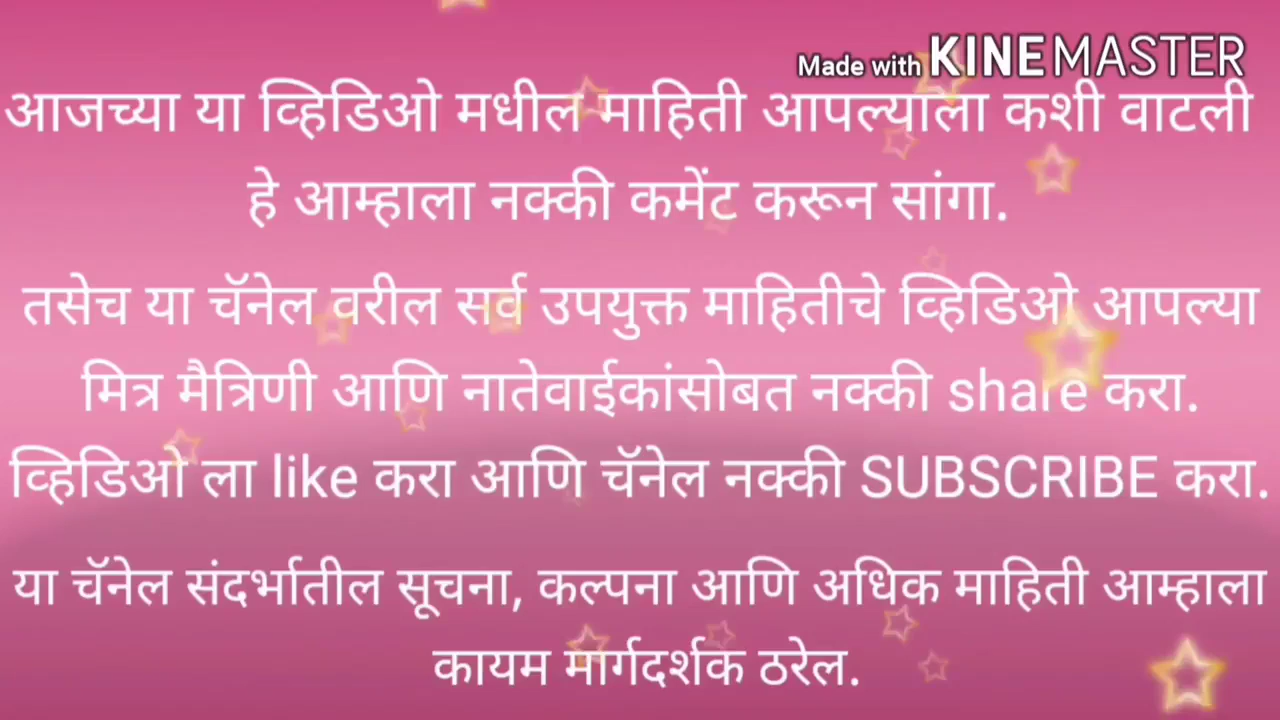 Made with KINEMASTER
आजच्या या व्हिडिओ मधील माहिती आपल्याला कशी वाटली
हे आम्हाला नक्की कमेंट करून सांगा.
तसेच या चॅनेल वरील सर्व उपयुक्त माहितीचे व्हिडिओ आपल्या
मित्र मैत्रिणी आणि नातेवाईकांसोबत नक्की share करा.
व्हिडिओ ला like करा आणि चॅनेल नक्की SUBSCRIBE करा.
या चॅनेल संदर्भातील सूचना, कल्पना आणि अधिक माहिती आम्हाला
कायम मार्गदर्शक ठरेल.